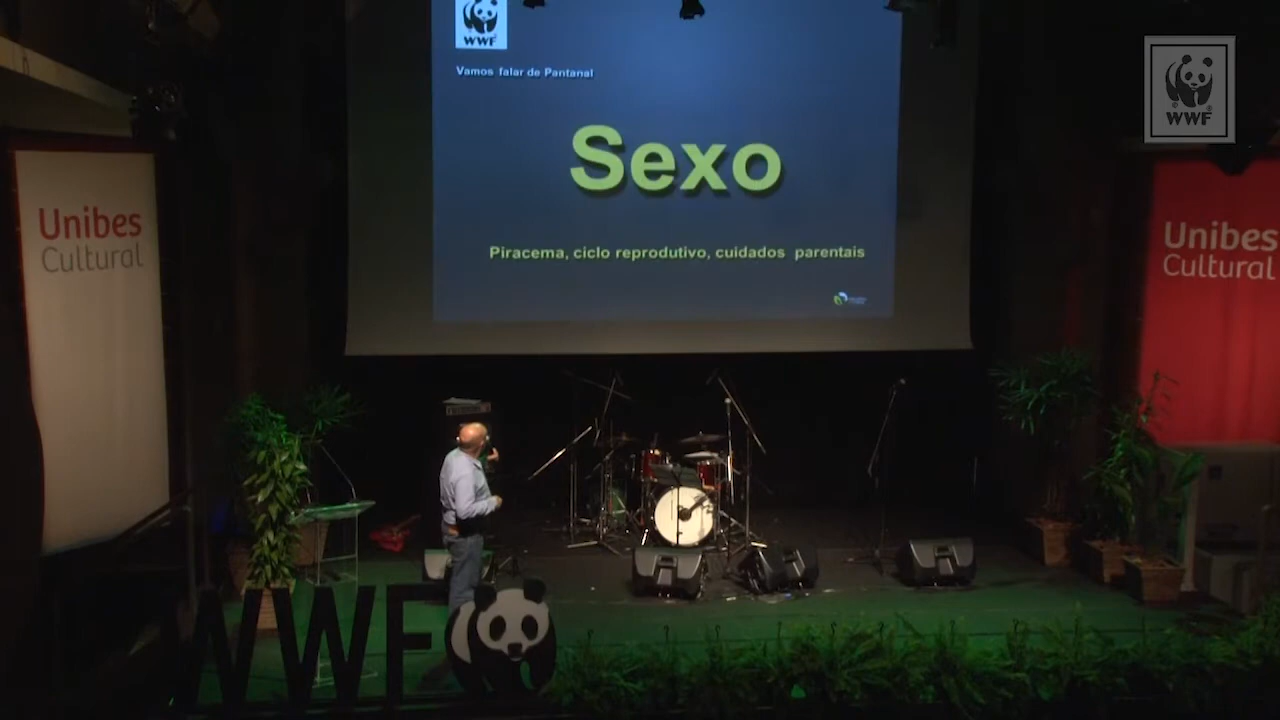 WWF
Vamos falar de Pantanal
Sexo
Piracema, ciclo reprodutivo, cuidados parentais
Unibes
Cultural
WWF
Unibes
Cultural
WWF